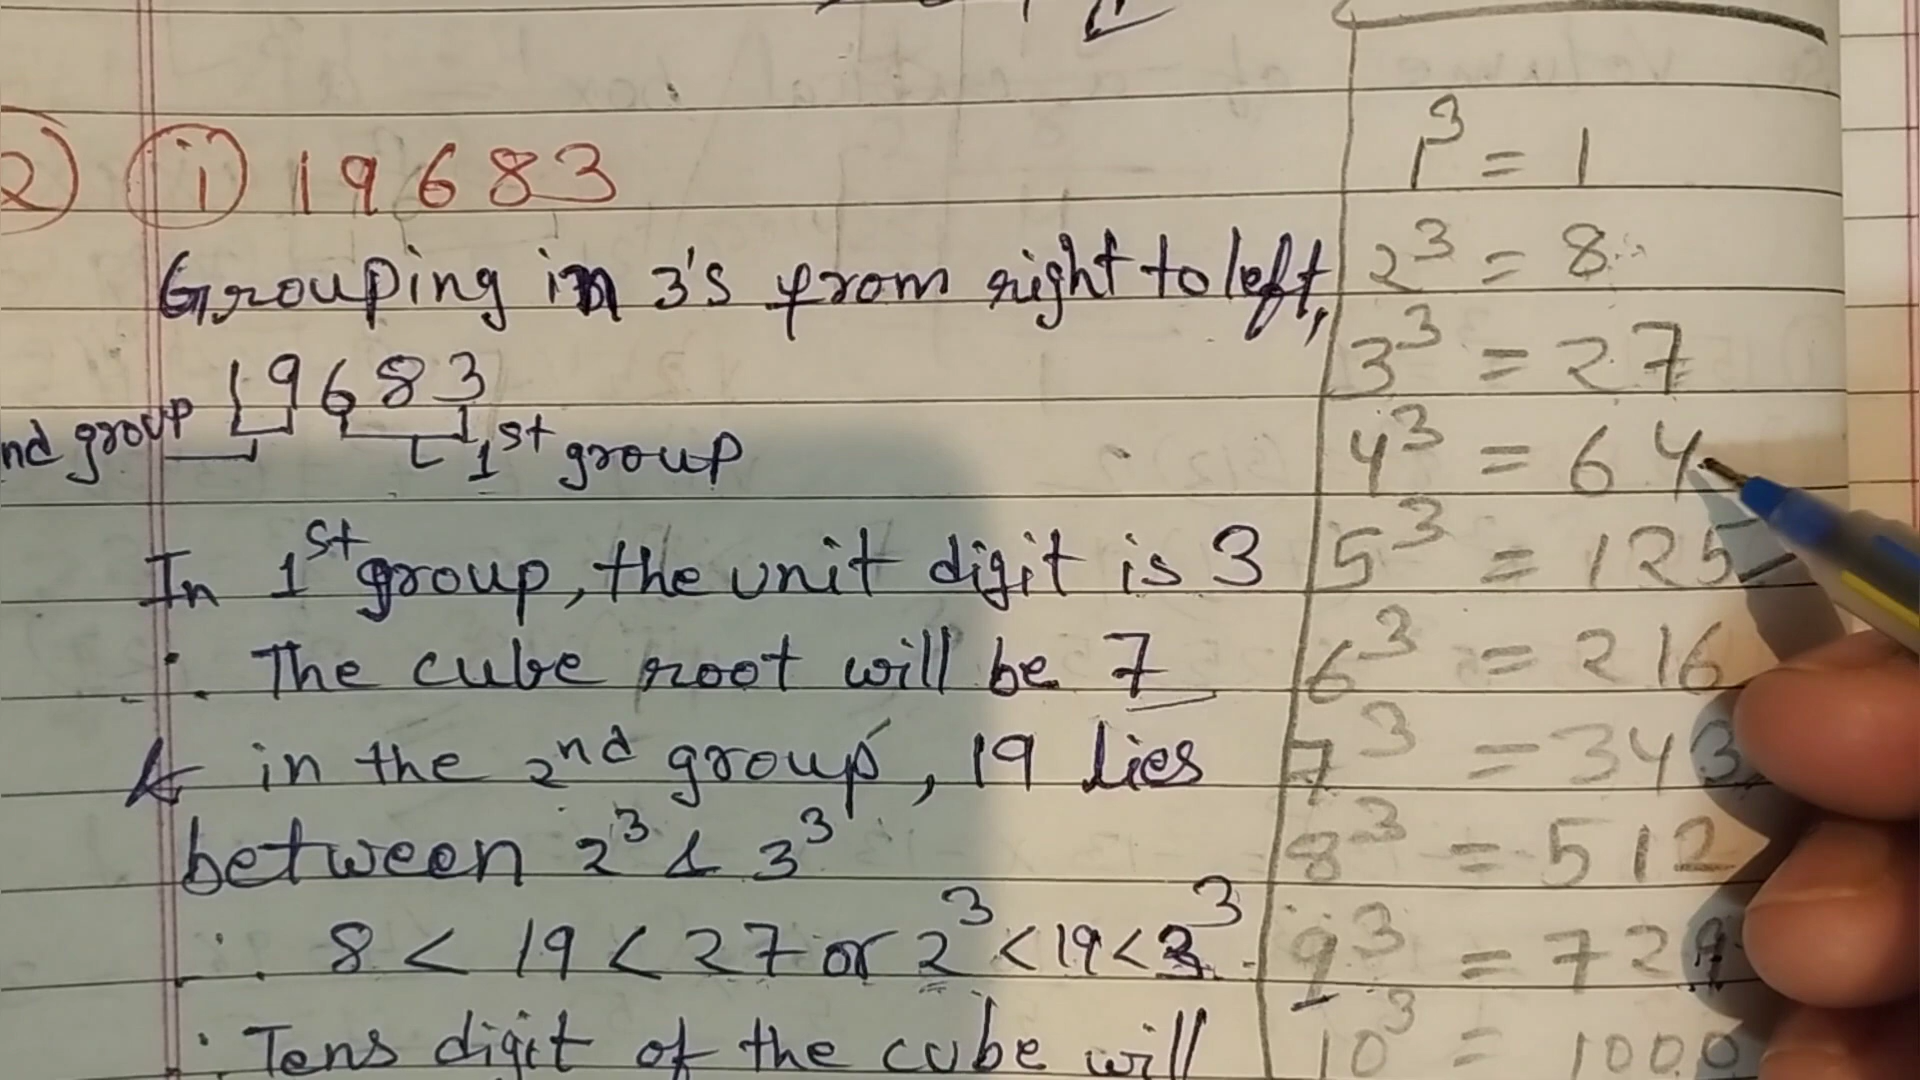 2) i) 19683
Grouping in 3's from right to left,
19683
nd group
1st group
In 1st group, the unit digit is 3
∴ The cube root will be 7
& in the 2nd group, 19 lies
between 2³ & 3³
∴ 8 < 19 < 27 or 2³ < 19 < 3³
∴ Tens digit of the cube will
1³ = 1
2³ = 8
3³ = 27
4³ = 64
5³ = 125
6³ = 216
7³ = 343
8³ = 512
9³ = 729
10³ = 1000